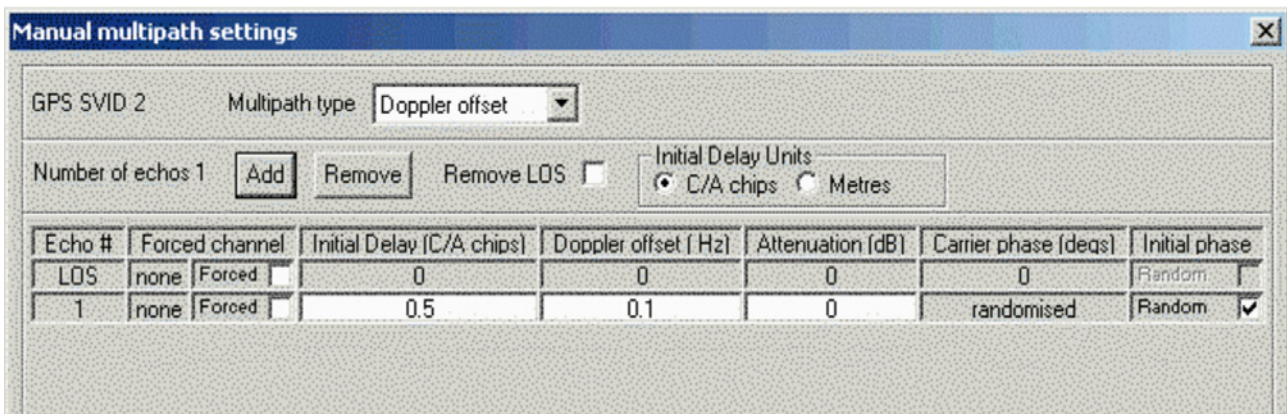 Manual multipath settings
GPS SVID 2 Multipath type Doppler offset
Initial Delay Units
Number of echos 1 Add Remove Remove LOS C/A chips Metres
Echo # Forced channel Initial Delay (C/A chips) Doppler offset ( Hz) Attenuation (dB) Carrier phase (degs) Initial phase
LOS none Forced 0 0 0 0 Random
1 none Forced 0.5 0.1 0 randomised Random